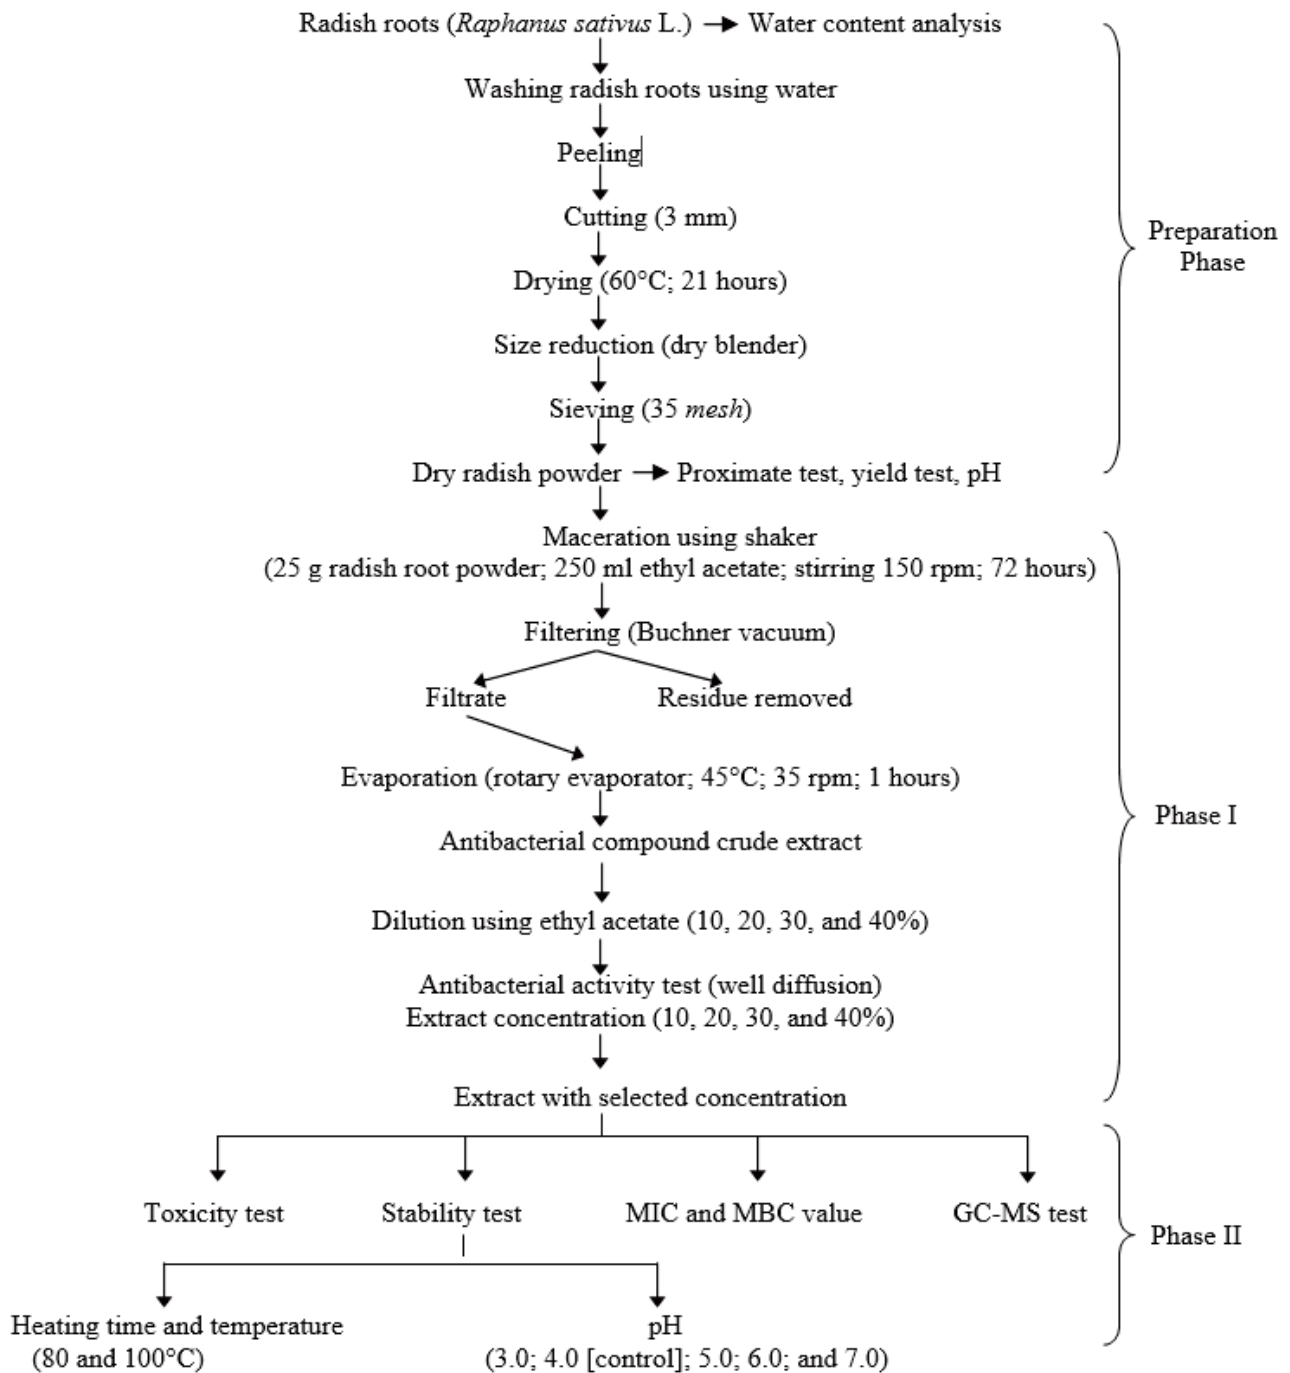 Radish roots (Raphanus sativus L.) → Water content analysis
Washing radish roots using water
Peeling
Cutting (3 mm)
Preparation
Phase
Drying (60°C; 21 hours)
Size reduction (dry blender)
Sieving (35 mesh)
Dry radish powder → Proximate test, yield test, pH
Maceration using shaker
(25 g radish root powder; 250 ml ethyl acetate; stirring 150 rpm; 72 hours)
Filtering (Buchner vacuum)
Filtrate
Residue removed
Evaporation (rotary evaporator; 45°C; 35 rpm; 1 hours)
Phase I
Antibacterial compound crude extract
Dilution using ethyl acetate (10, 20, 30, and 40%)
Antibacterial activity test (well diffusion)
Extract concentration (10, 20, 30, and 40%)
Extract with selected concentration
Toxicity test
Stability test
MIC and MBC value
GC-MS test
Phase II
Heating time and temperature
(80 and 100°C)
pH
(3.0; 4.0 [control]; 5.0; 6.0; and 7.0)